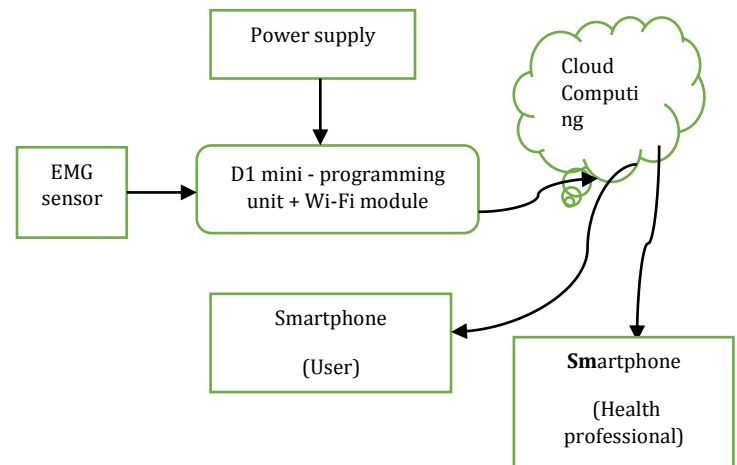 Power supply
Cloud
Computi
ng
EMG
sensor
D1 mini - programming
unit + Wi-Fi module
Smartphone
(User)
Smartphone
(Health
professional)